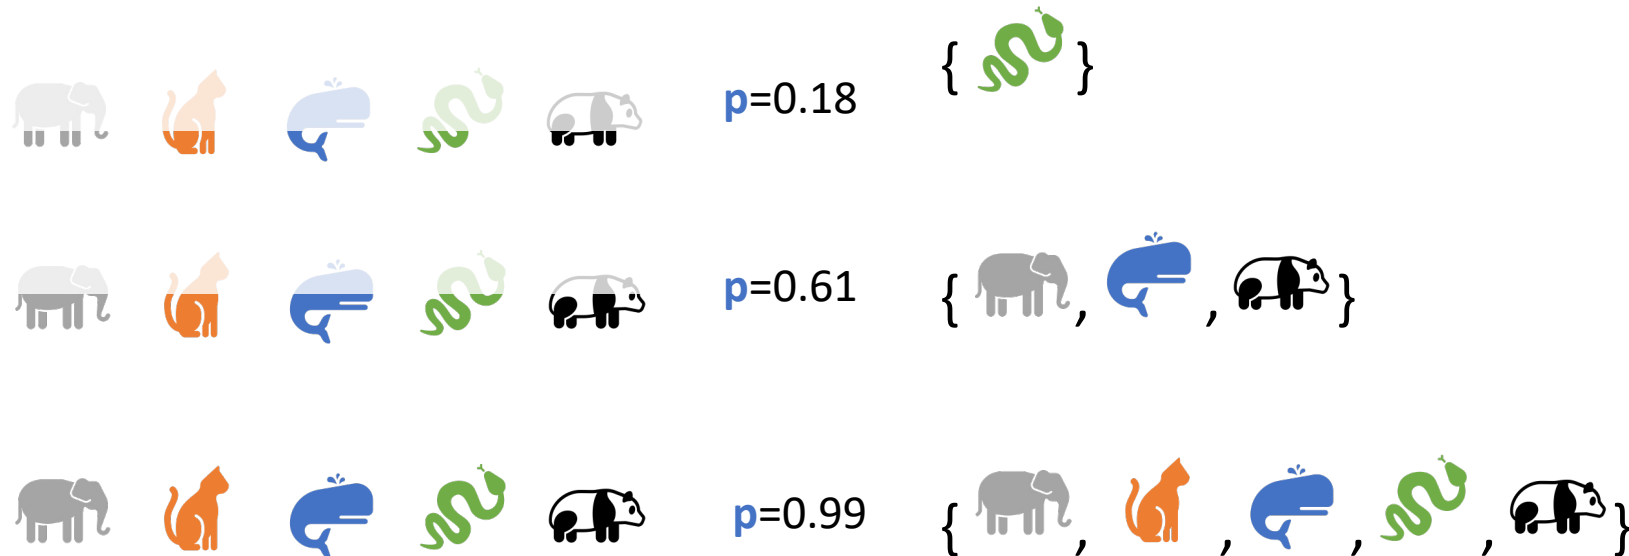 p=0.18 { }
p=0.61 { , , }
p=0.99 { , , , , }